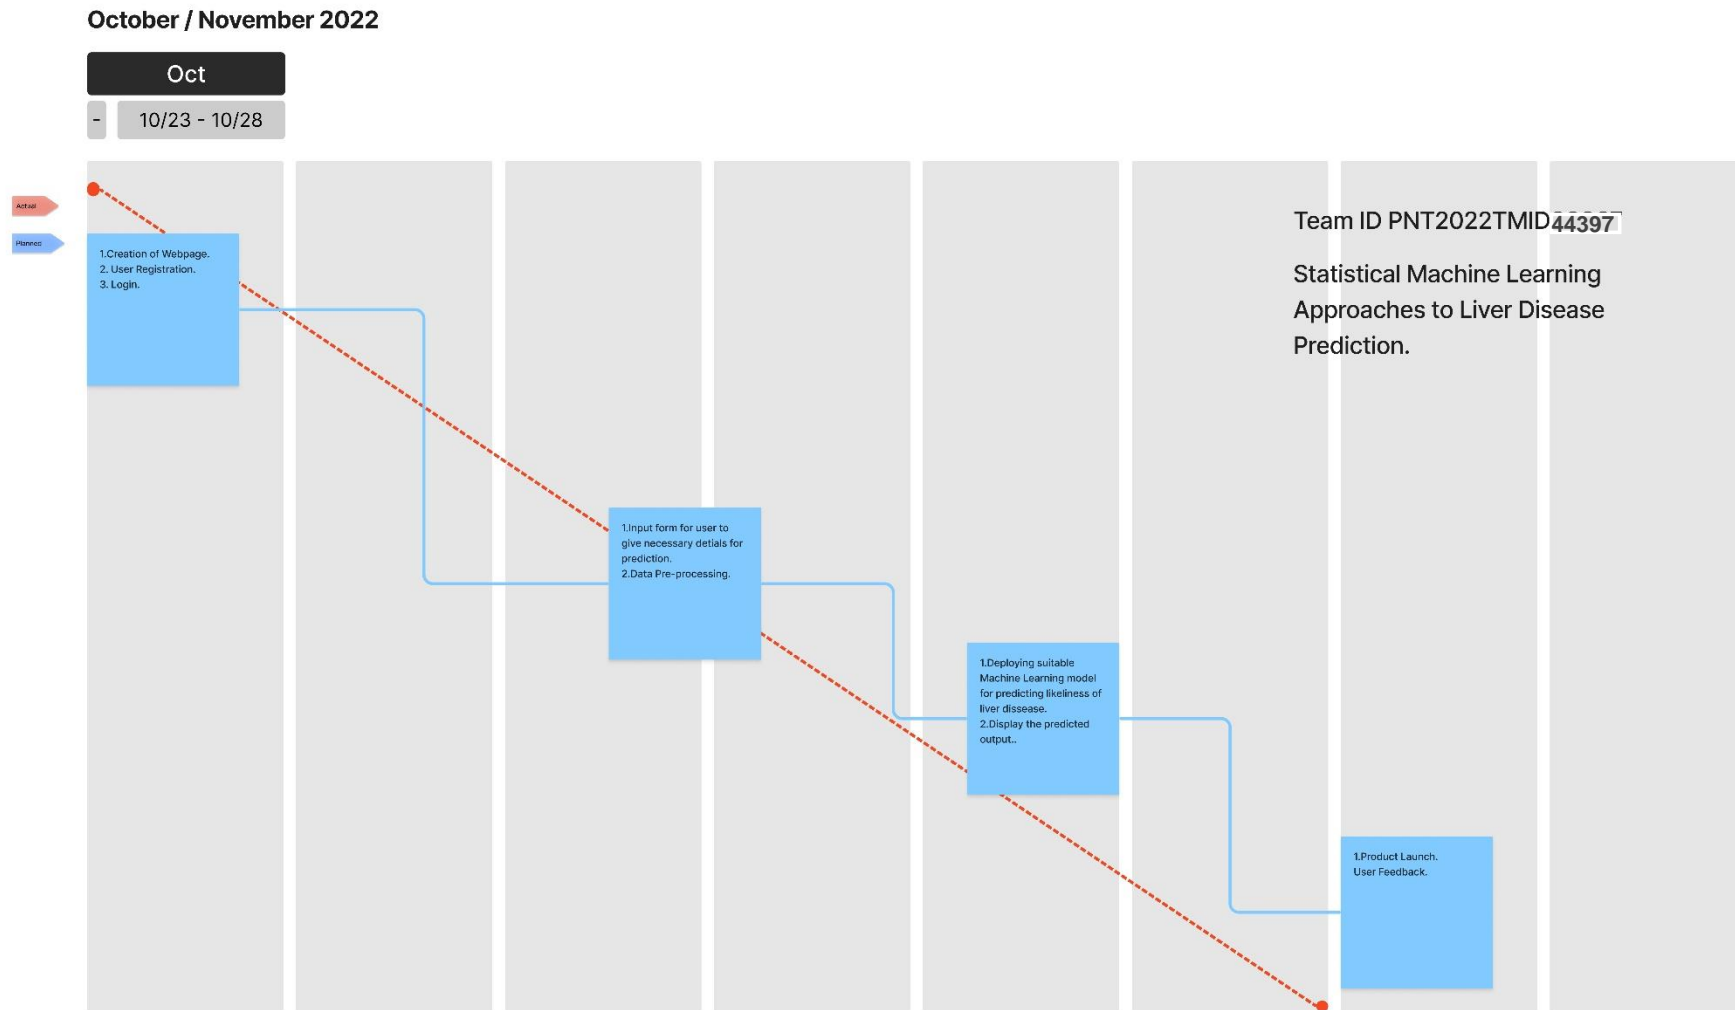 October / November 2022
Oct
-
10/23 - 10/28
Actual
Planned
Team ID PNT2022TMID44397
Statistical Machine Learning
Approaches to Liver Disease
Prediction.
1.Creation of Webpage.
2. User Registration.
3. Login.
1.Input form for user to
give necessary detials for
prediction.
2.Data Pre-processing.
1.Deploying suitable
Machine Learning model
for predicting likeliness of
liver dissease.
2.Display the predicted
output..
1.Product Launch.
User Feedback.